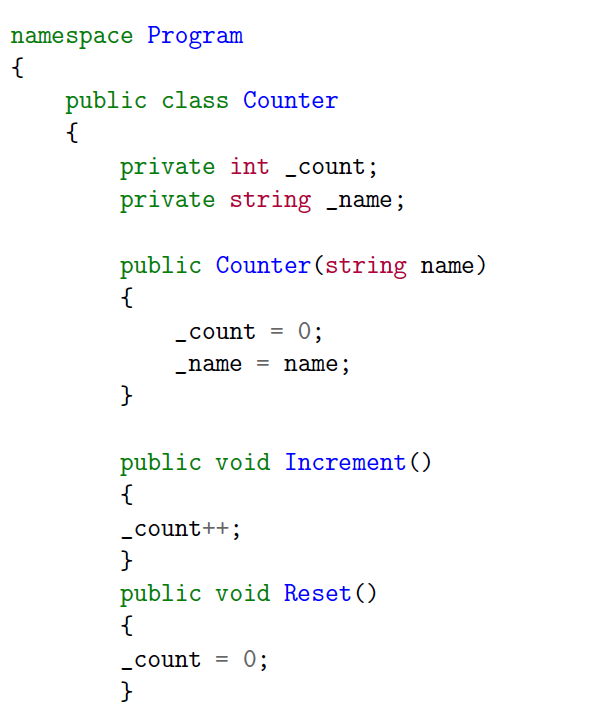 namespace Program
{
    public class Counter
    {
        private int _count;
        private string _name;

        public Counter(string name)
        {
            _count = 0;
            _name = name;
        }

        public void Increment()
        {
        _count++;
        }
        public void Reset()
        {
        _count = 0;
        }